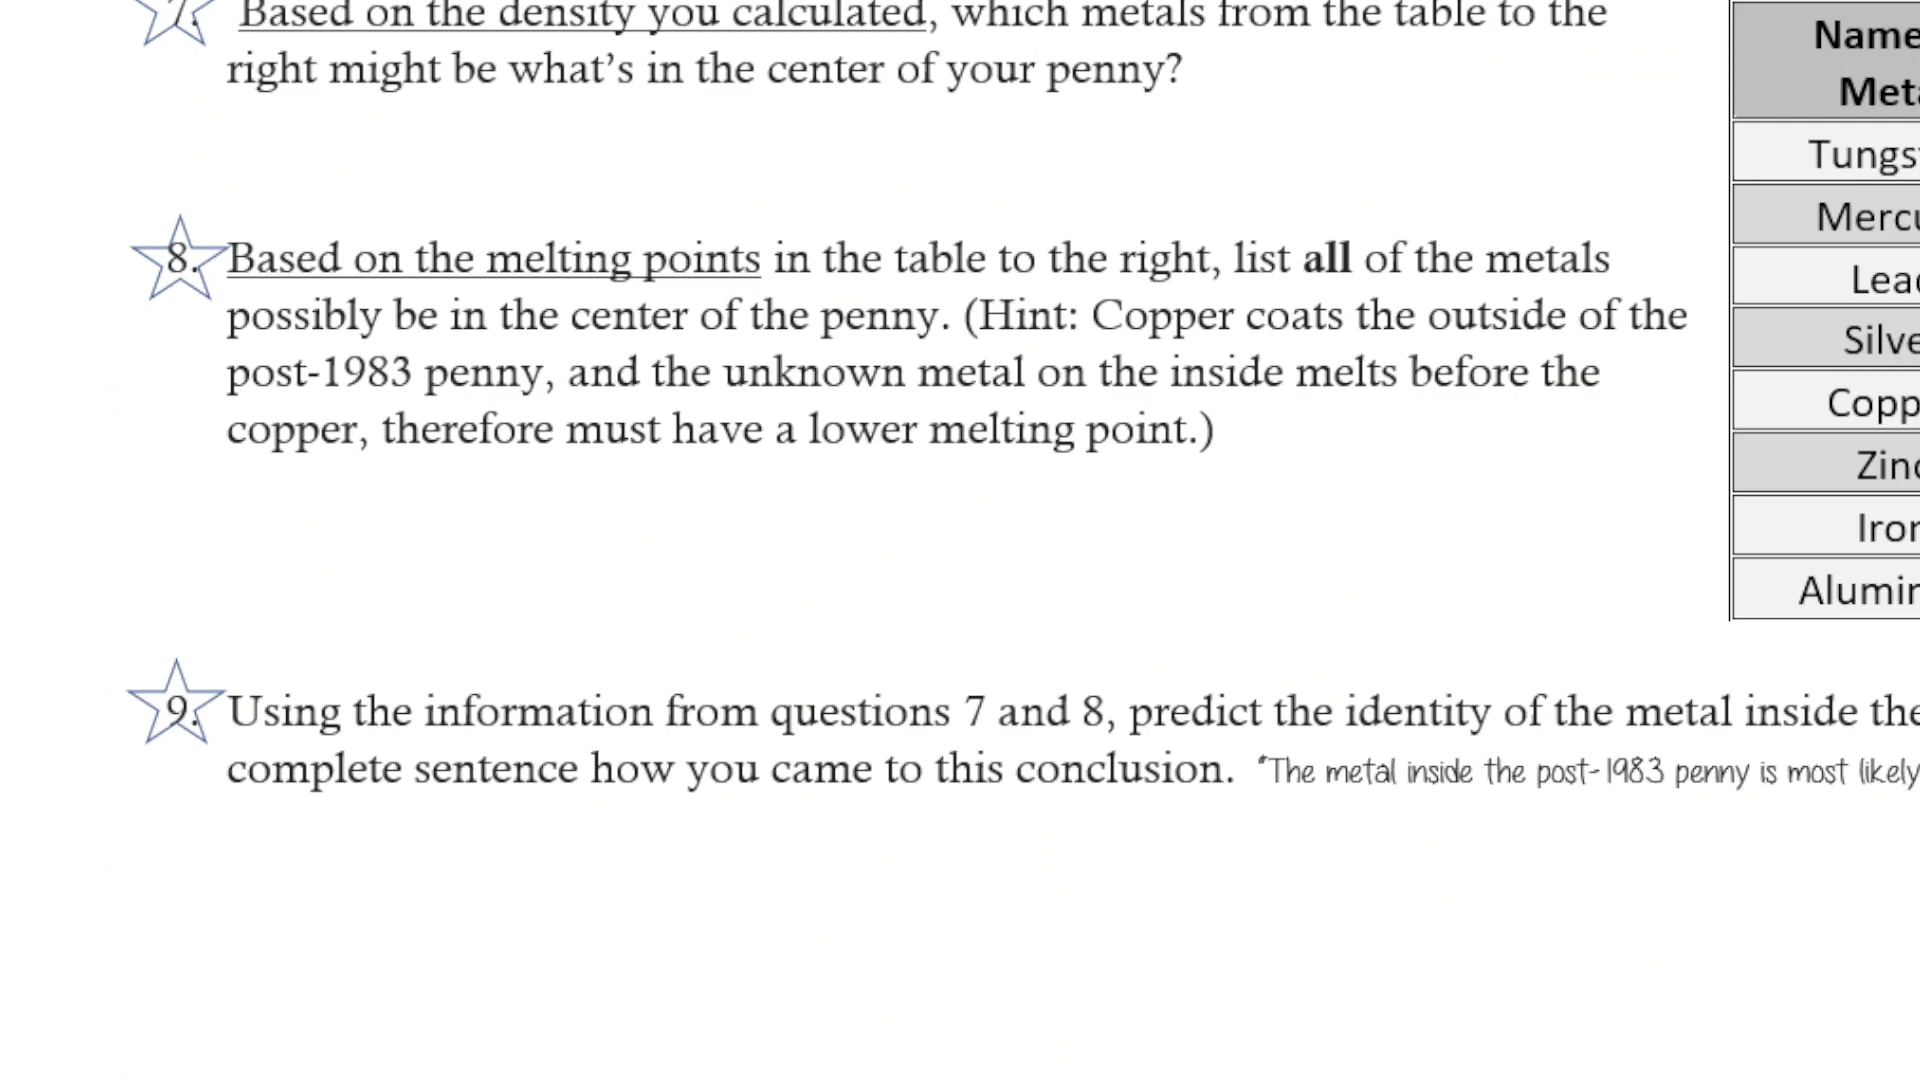 7. Based on the density you calculated, which metals from the table to the
right might be what's in the center of your penny?
8. Based on the melting points in the table to the right, list all of the metals
possibly be in the center of the penny. (Hint: Copper coats the outside of the
post-1983 penny, and the unknown metal on the inside melts before the
copper, therefore must have a lower melting point.)
9. Using the information from questions 7 and 8, predict the identity of the metal inside the
complete sentence how you came to this conclusion. *The metal inside the post-1983 penny is most likely
Name
Meta
Tungst
Mercu
Lead
Silve
Copp
Zinc
Iron
Alumin